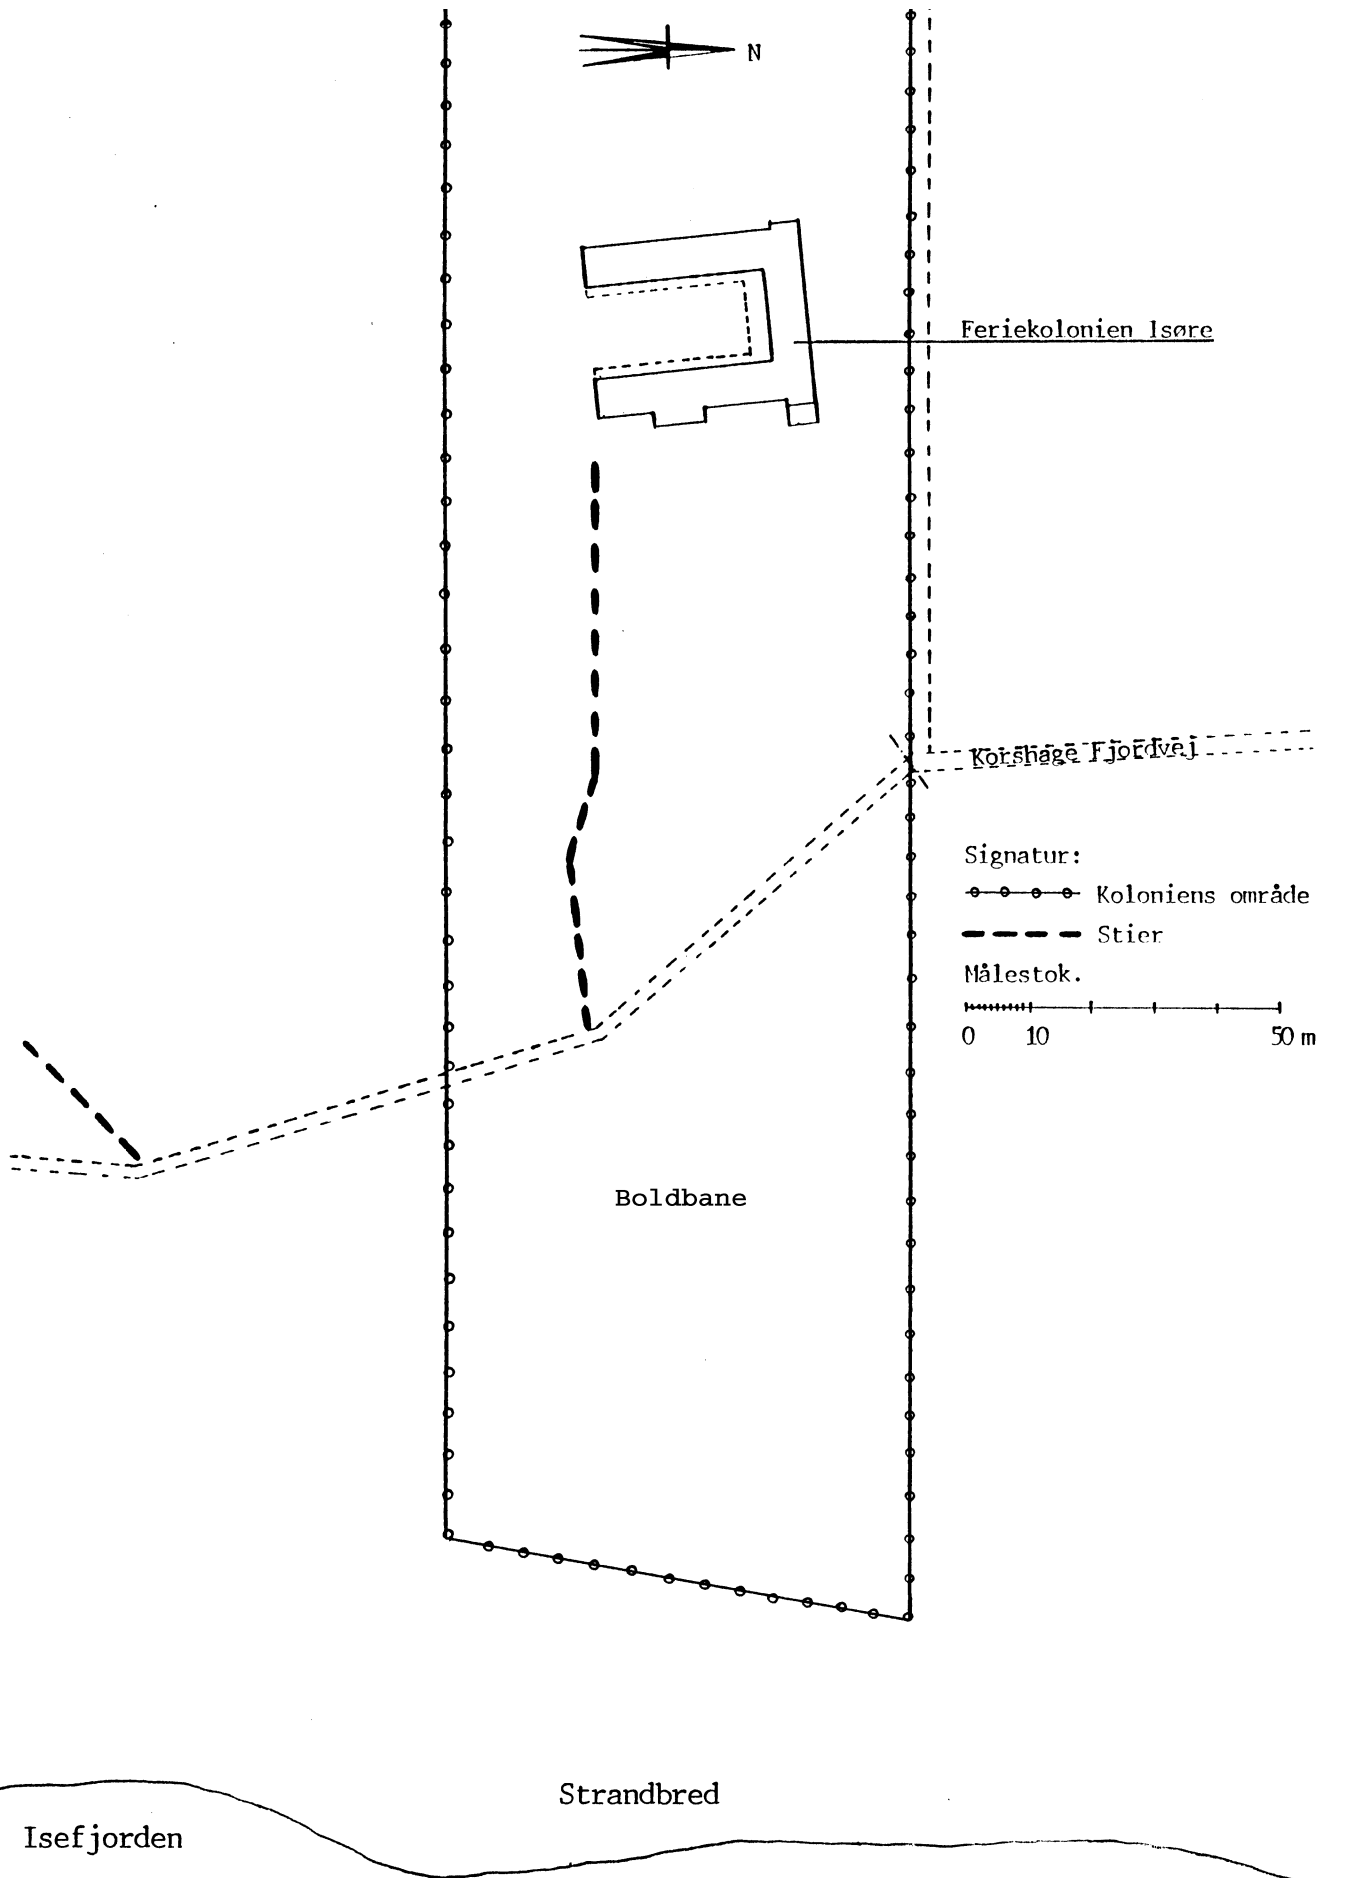 N
Feriekolonien Isøre
Korshage Fjordvej
Signatur:
Koloniens område
Stier
Målestok.
0 10 50 m
Boldbane
Strandbred
Isefjorden